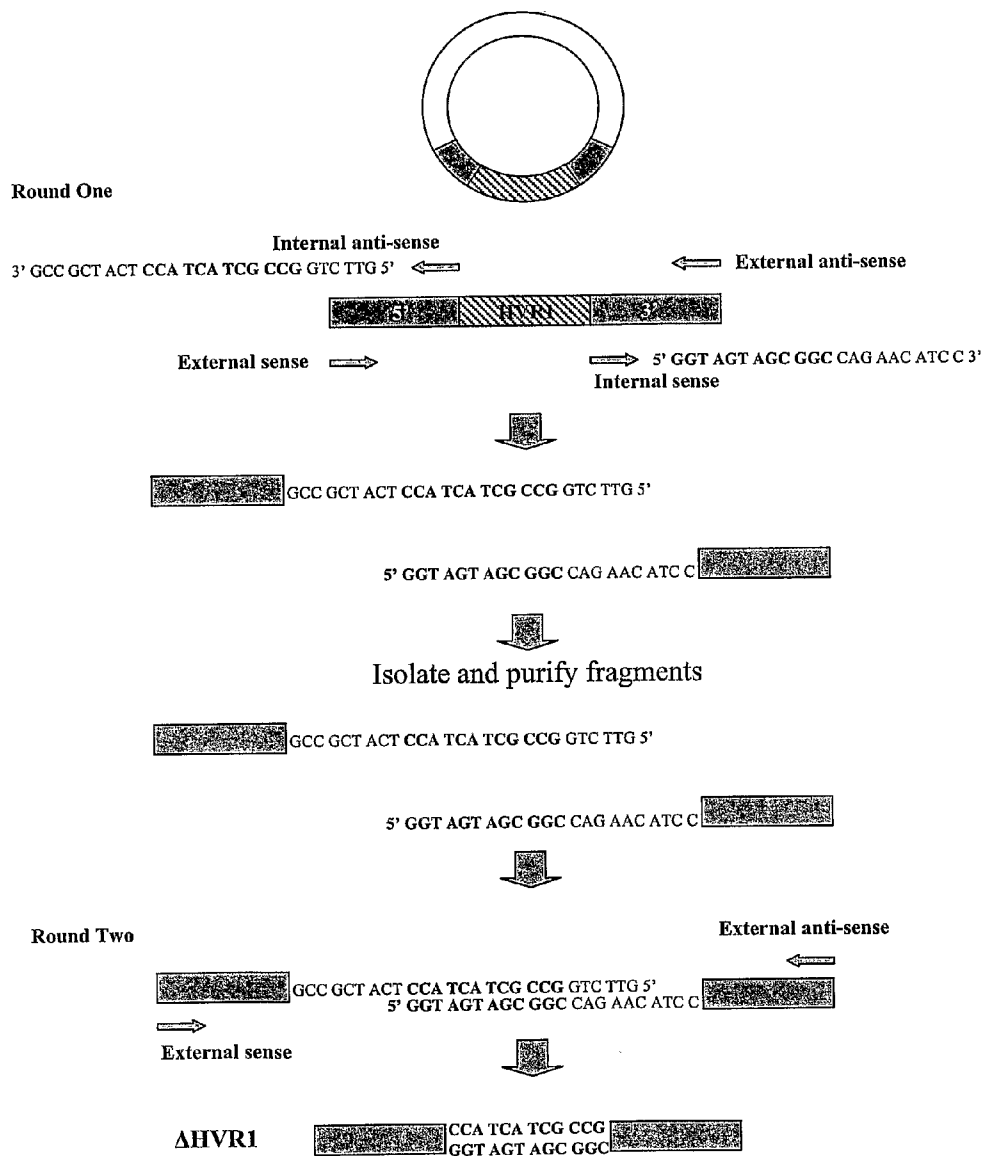 Round One
Internal anti-sense
3’ GCC GCT ACT CCA TCA TCG CCG GTC TTG 5’
External anti-sense
5'
HVR1
3'
External sense
5’ GGT AGT AGC GGC CAG AAC ATC C 3’
Internal sense
GCC GCT ACT CCA TCA TCG CCG GTC TTG 5’
5’ GGT AGT AGC GGC CAG AAC ATC C
Isolate and purify fragments
GCC GCT ACT CCA TCA TCG CCG GTC TTG 5’
5’ GGT AGT AGC GGC CAG AAC ATC C
Round Two
External anti-sense
GCC GCT ACT CCA TCA TCG CCG GTC TTG 5’
5’ GGT AGT AGC GGC CAG AAC ATC C
External sense
ΔHVR1
CCA TCA TCG CCG
GGT AGT AGC GGC